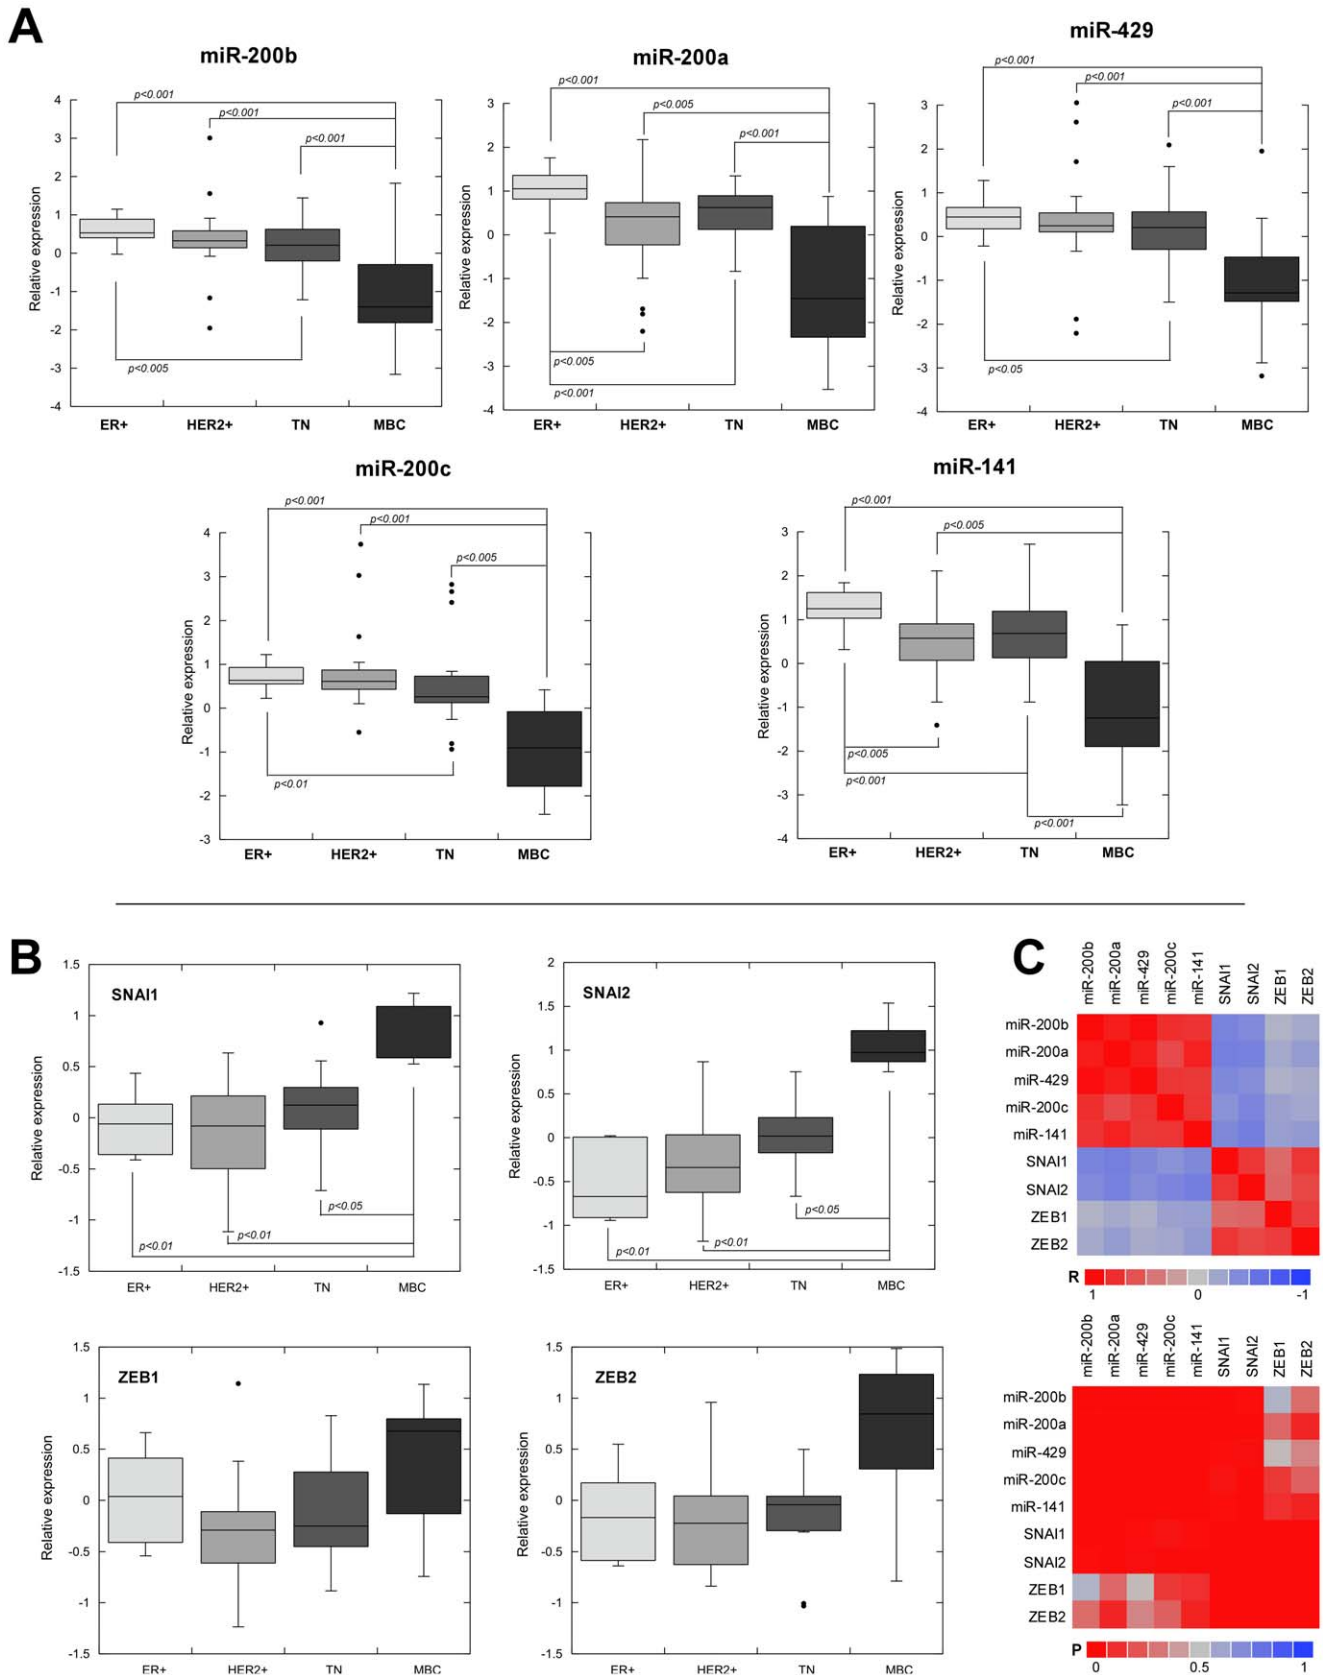 A
miR-200b
Relative expression
4
3
2
1
0
-1
-2
-3
-4
p<0.001
p<0.001
p<0.001
p<0.005
ER+ HER2+ TN MBC
miR-200a
Relative expression
3
2
1
0
-1
-2
-3
-4
p<0.001
p<0.005
p<0.001
p<0.005
p<0.001
ER+ HER2+ TN MBC
miR-429
Relative expression
3
2
1
0
-1
-2
-3
-4
p<0.001
p<0.001
p<0.001
p<0.05
ER+ HER2+ TN MBC
miR-200c
Relative expression
4
3
2
1
0
-1
-2
-3
p<0.001
p<0.001
p<0.005
p<0.01
ER+ HER2+ TN MBC
miR-141
Relative expression
3
2
1
0
-1
-2
-3
-4
p<0.001
p<0.005
p<0.005
p<0.001
p<0.001
ER+ HER2+ TN MBC
B
SNAI1
Relative expression
1.5
1
0.5
0
-0.5
-1
-1.5
p<0.05
p<0.01
p<0.01
ER+ HER2+ TN MBC
SNAI2
Relative expression
2
1.5
1
0.5
0
-0.5
-1
-1.5
p<0.05
p<0.01
p<0.01
ER+ HER2+ TN MBC
ZEB1
Relative expression
1.5
1
0.5
0
-0.5
-1
-1.5
ER+ HER2+ TN MBC
ZEB2
Relative expression
1.5
1
0.5
0
-0.5
-1
-1.5
ER+ HER2+ TN MBC
C
miR-200b miR-200a miR-429 miR-200c miR-141 SNAI1 SNAI2 ZEB1 ZEB2
miR-200b
miR-200a
miR-429
miR-200c
miR-141
SNAI1
SNAI2
ZEB1
ZEB2
R
1 0 -1
miR-200b miR-200a miR-429 miR-200c miR-141 SNAI1 SNAI2 ZEB1 ZEB2
miR-200b
miR-200a
miR-429
miR-200c
miR-141
SNAI1
SNAI2
ZEB1
ZEB2
P
0 0.5 1